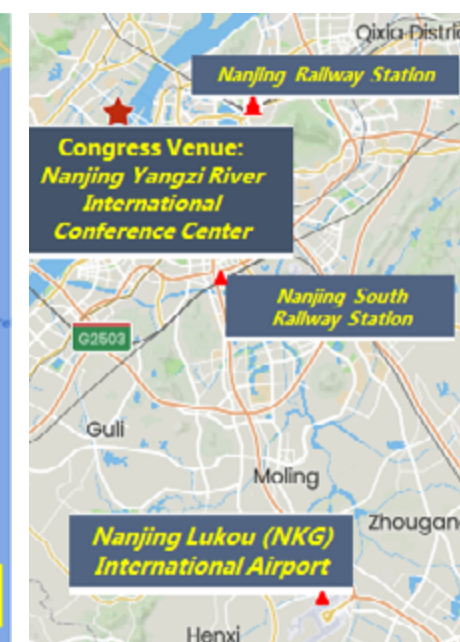 Qixia Distric
Nanjing Railway Station
Congress Venue:
Nanjing Yangzi River
International
Conference Center
Nanjing South
Railway Station
G2503
Guli
Moling
Zhougan
Nanjing Lukou (NKG)
International Airport
Henxi